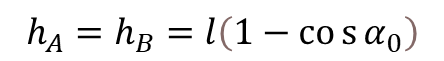 h_A = h_B = l(1 − cos α_0)